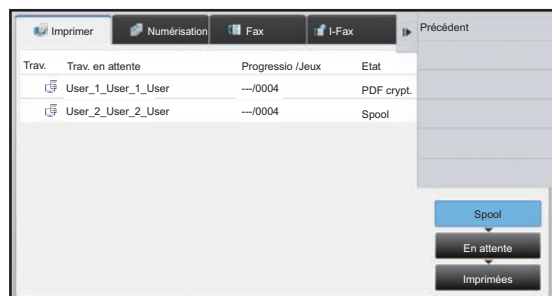 Imprimer Numérisation Fax I-Fax Précédent
Trav. Trav. en attente Progressio /Jeux Etat
User_1_User_1_User ---/0004 PDF crypt.
User_2_User_2_User ---/0004 Spool
Spool
En attente
Imprimées